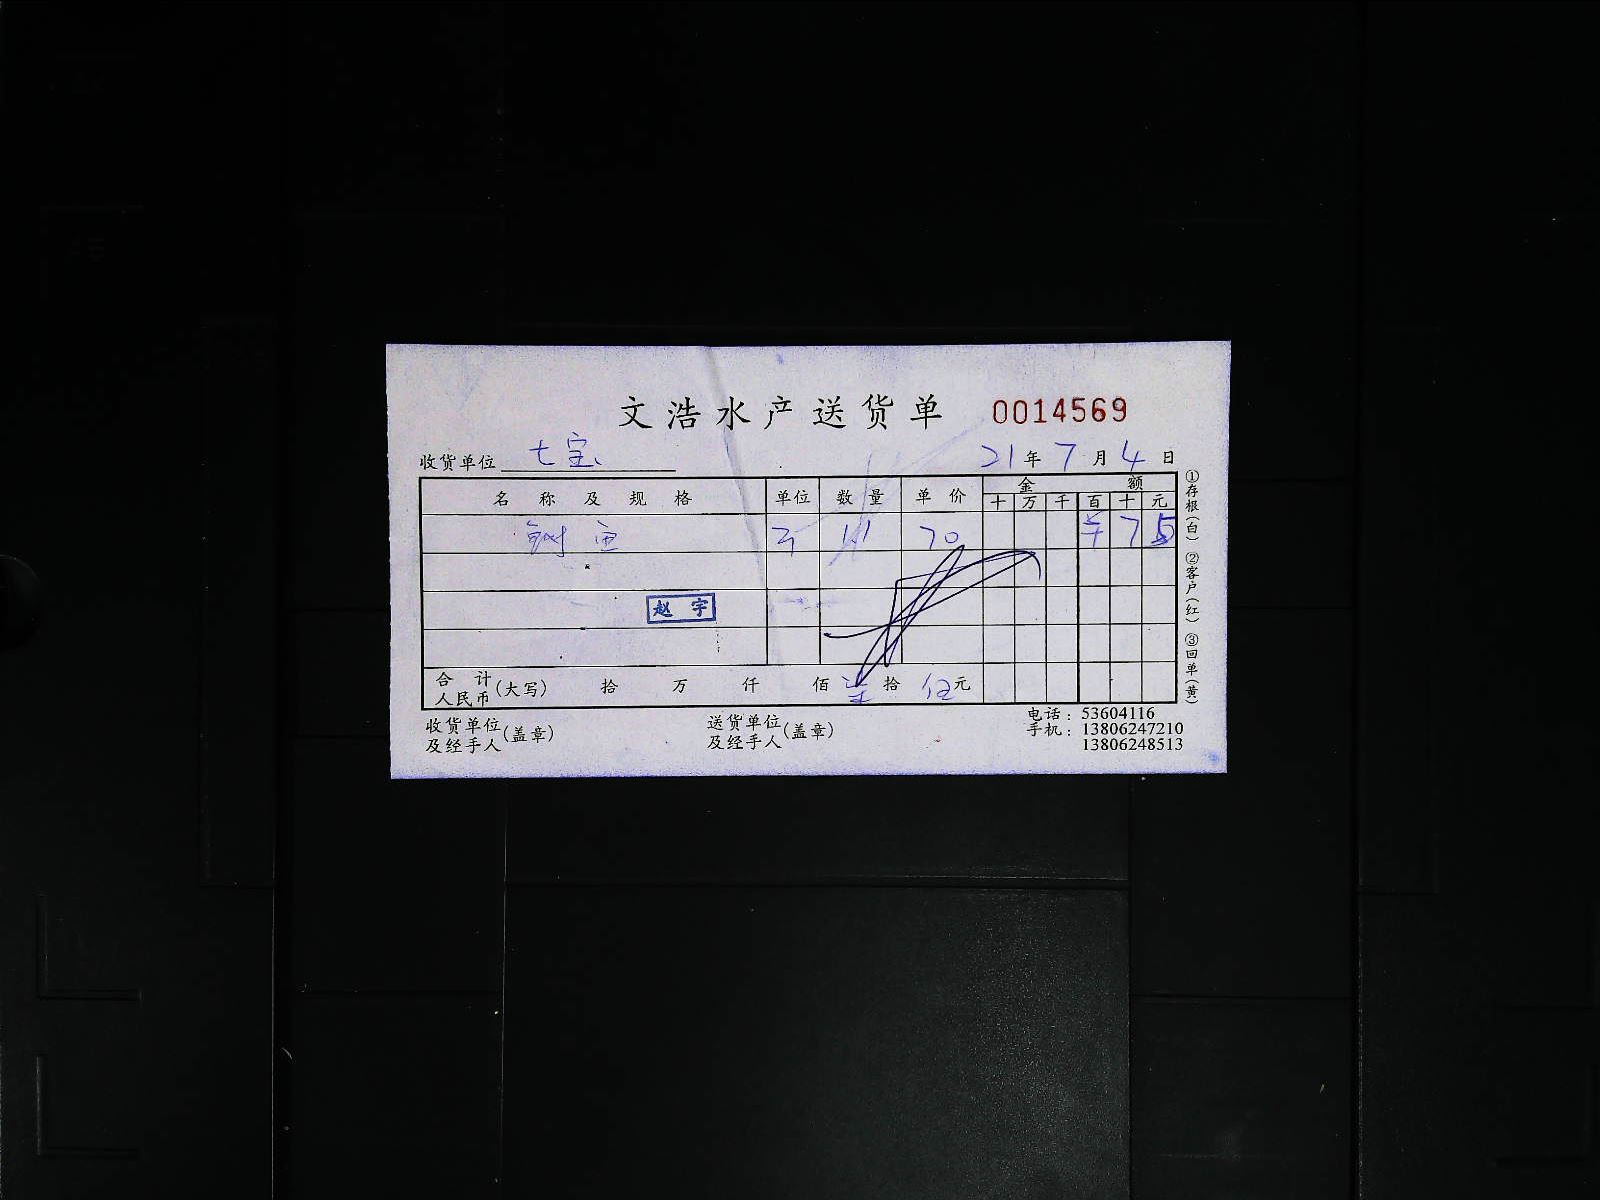 文浩水产送货单 0014569
收货单位 七宝 21年7月4日
名称及规格 单位 数量 单价 金额
十 万 千 百 十 元
70 ¥ 7 5
赵宇
合计 人民币(大写) 拾 万 仟 佰 柒 拾 伍 元
收货单位及经手人(盖章) 送货单位及经手人(盖章) 电话:53604116
手机:13806247210
13806248513
①存根(白) ②客户(红) ③回单(黄)